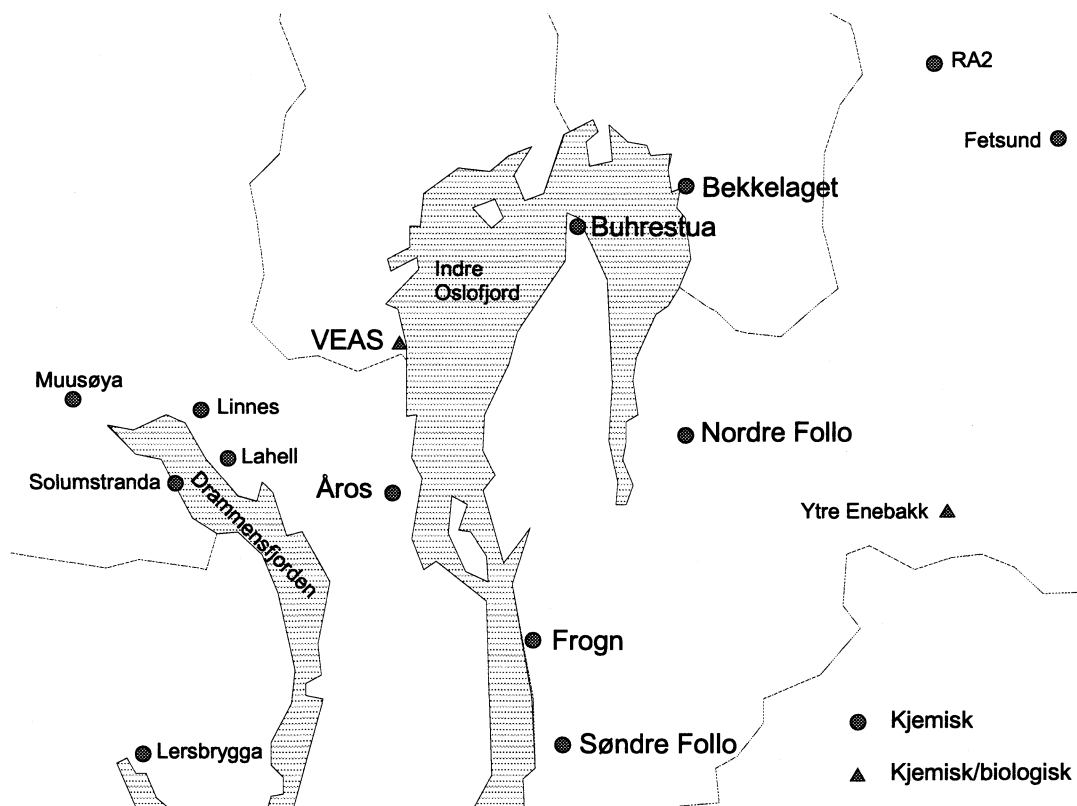 RA2
Fetsund
Bekkelaget
Buhrestua
Indre
Oslofjord
VEAS
Muusøya
Linnes
Nordre Follo
Lahell
Solumstranda
Åros
Drammensfjorden
Ytre Enebakk
Frogn
Kjemisk
Søndre Follo
Lersbrygga
Kjemisk/biologisk